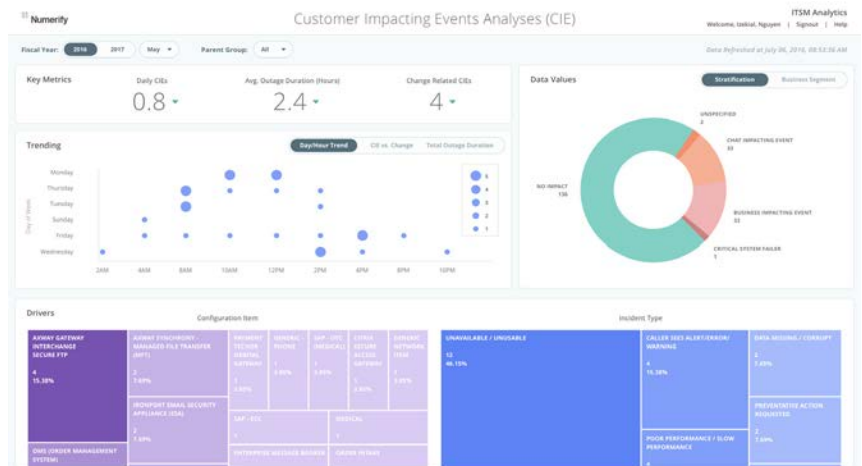 Numerify
Customer Impacting Events Analyses (CIE)
ITSM Analytics
Welcome, Izekial, Nguyen | Signout | Help
Fiscal Year: 2016 2017 May Parent Group: All
Data Refreshed at July 06, 2016, 08:53:56 AM
Key Metrics
Daily CIEs
0.8
Avg. Outage Duration (Hours)
2.4
Change Related CIEs
4
Trending
Day/Hour Trend CIE vs. Change Total Outage Duration
Day of Week
Monday
Thursday
Tuesday
Sunday
Friday
Wednesday
2AM 4AM 8AM 10AM 12PM 2PM 4PM 8PM 10PM
5
4
3
2
1
Data Values
Stratification Business Segment
UNSPECIFIED
2
CHAT IMPACTING EVENT
33
BUSINESS IMPACTING EVENT
32
CRITICAL SYSTEM FAILER
NO IMPACT
136
Drivers
Configuration Item
AXWAY GATEWAY
INTERCHANGE
SECURE FTP
4
15.38%
OMS (ORDER MANAGEMENT
SYSTEM)
AXWAY SYNCHRONY -
MANAGED FILE TRANSFER
(MFT)
2
7.69%
IRONPORT EMAIL SECURITY
APPLIANCE (ESA)
2
7.69%
SAP - ECC
1
MEDICAL
1
ENTERPRISE MESSAGE BROKER
ORDER INTAKE
Incident Type
UNAVAILABLE / UNUSABLE
12
46.15%
CALLER SEES ALERT/ERROR/
WARNING
4
15.38%
POOR PERFORMANCE / SLOW
PERFORMANCE
DATA MISSING / CORRUPT
2
7.69%
PREVENTATIVE ACTION
REQUESTED
2
7.69%